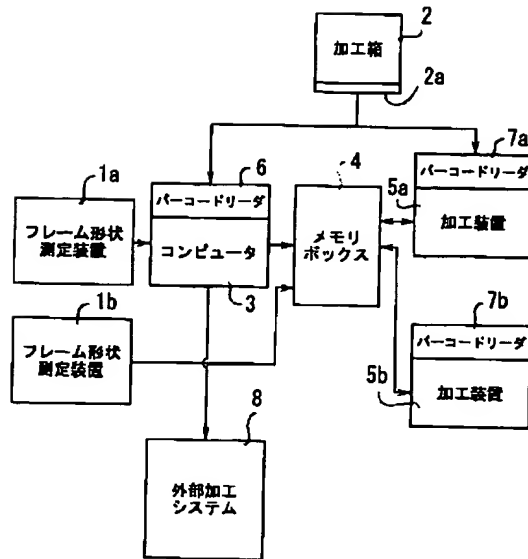 2
加工箱
2a
7a
6
4
バーコードリーダ
1a
バーコードリーダ
5a
フレーム形状
測定装置
コンピュータ
メモリ
ボックス
加工装置
3
1b
7b
フレーム形状
測定装置
バーコードリーダ
5b
加工装置
8
外部加工
システム